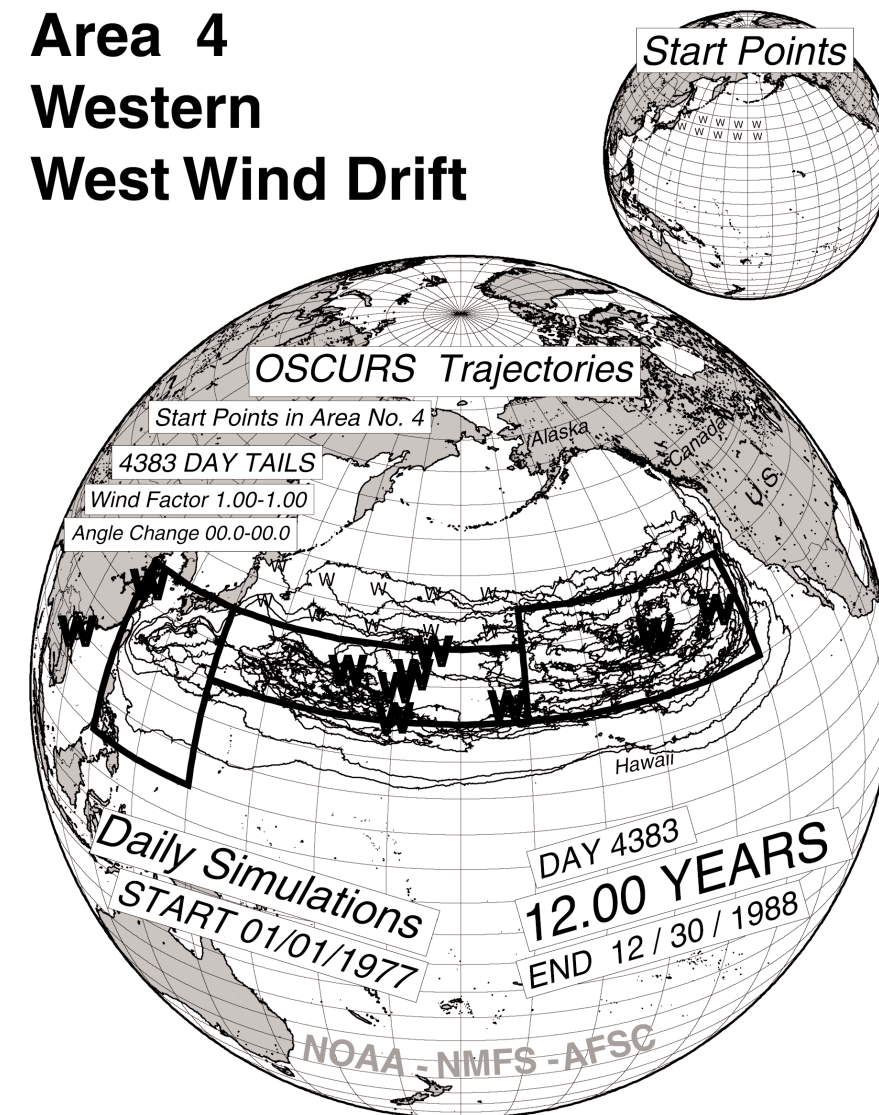 Area 4
Western
West Wind Drift
Start Points
W W W W
W W W W W
OSCURS Trajectories
Start Points in Area No. 4
4383 DAY TAILS
Wind Factor 1.00-1.00
Angle Change 00.0-00.0
Alaska
Canada
U.S.
W W W W W
W W W W W
W W W W W W W W W W
Hawaii
Daily Simulations
START 01/01/1977
DAY 4383
12.00 YEARS
END 12 / 30 / 1988
NOAA - NMFS - AFSC